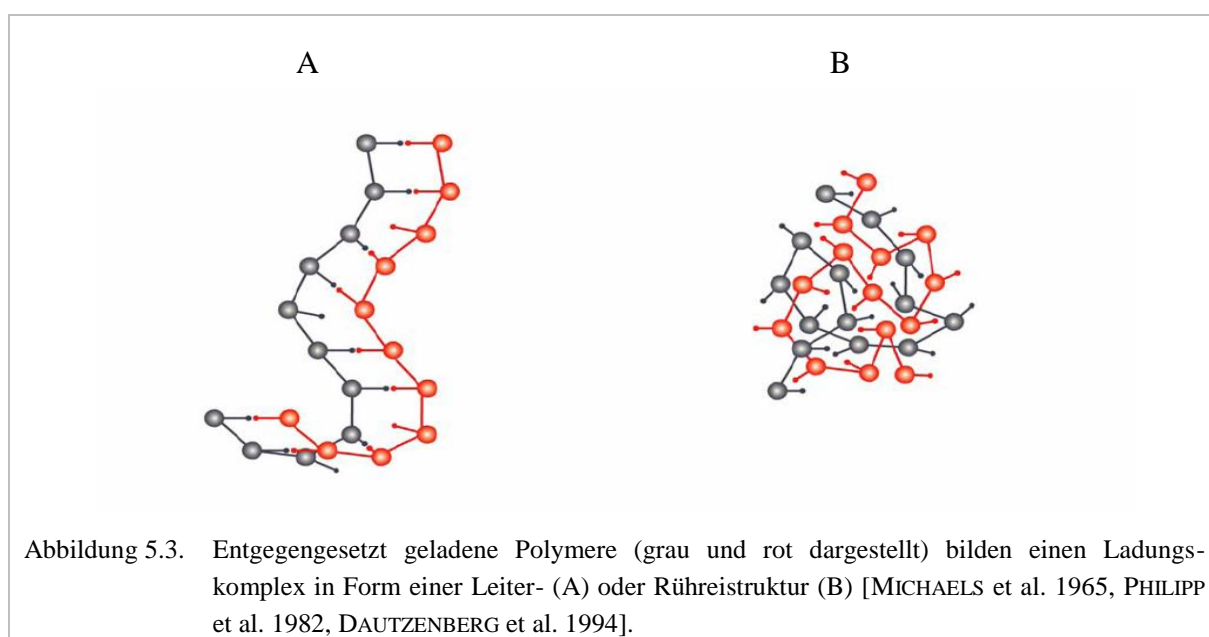 A B
Abbildung 5.3. Entgegengesetzt geladene Polymere (grau und rot dargestellt) bilden einen Ladungs-
komplex in Form einer Leiter- (A) oder Rühreistruktur (B) [MICHAELS et al. 1965, PHILIPP
et al. 1982, DAUTZENBERG et al. 1994].